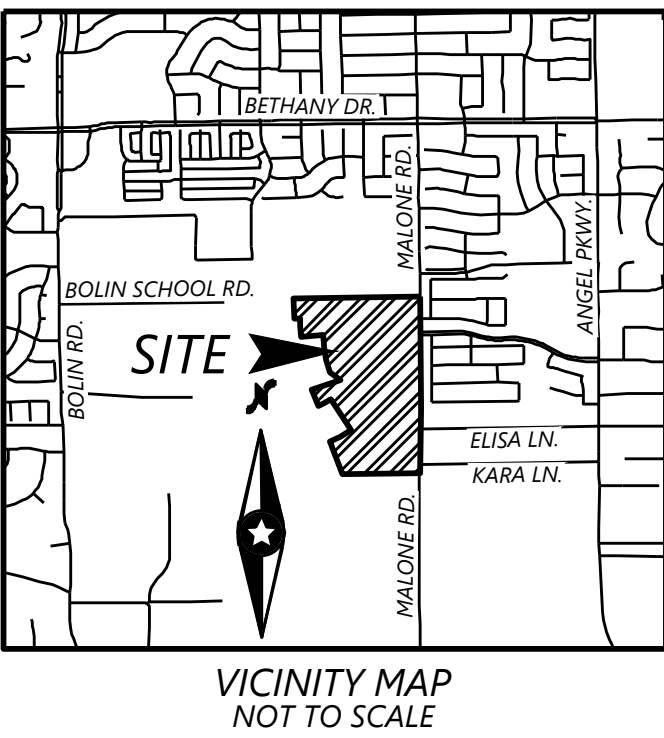 BETHANY DR.
MALONE RD.
ANGEL PKWY.
BOLIN SCHOOL RD.
BOLIN RD.
SITE
N
ELISA LN.
KARA LN.
MALONE RD.
VICINITY MAP
NOT TO SCALE